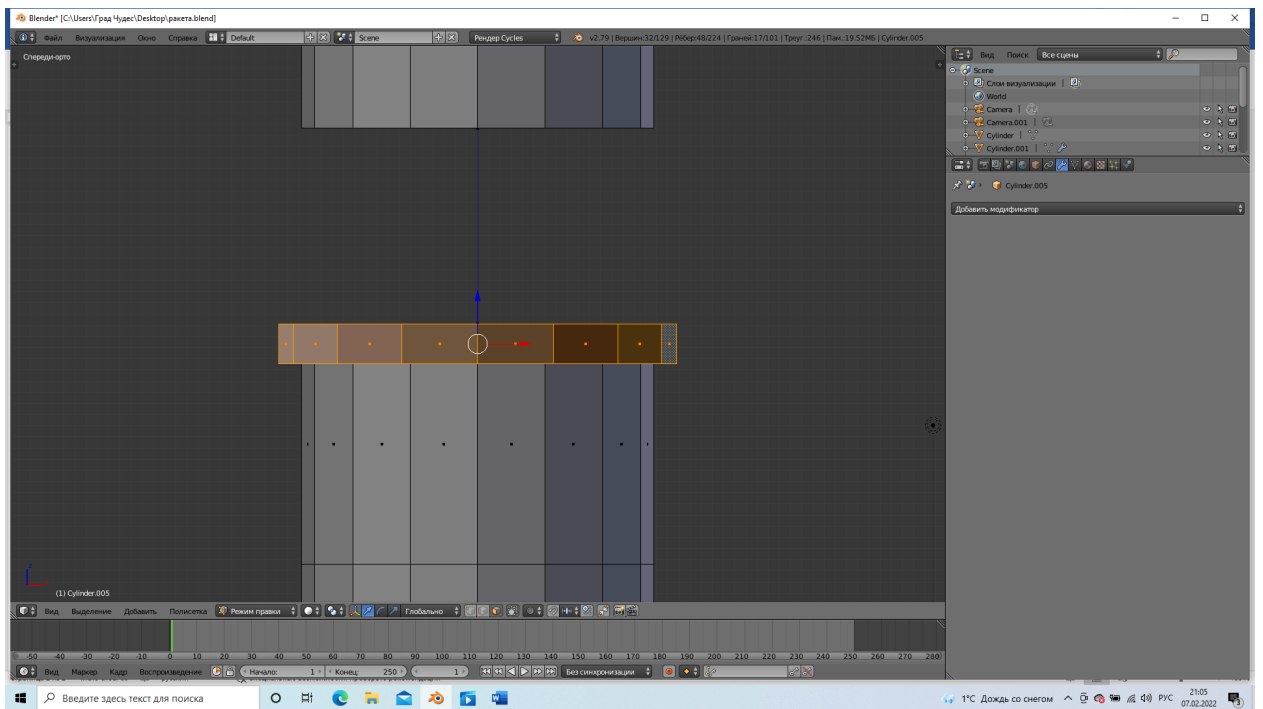 Blender* [C:\Users\Град Чудес\Desktop\ракета.blend]
Файл Визуализация Окно Справка Default Scene Рендер Cycles v2.79 | Вершин:32/129 | Рёбер:48/224 | Граней:17/101 | Треуг.:246 | Пам.:19.52МБ | Cylinder.005
Спереди-орто
Вид Поиск Все сцены
Scene
Слои визуализации |
World
Camera |
Camera.001 |
Cylinder |
Cylinder.001 |
Cylinder.005
Добавить модификатор
z
(1) Cylinder.005
Вид Выделение Добавить Полисетка Режим правки Глобально
-50 -40 -30 -20 -10 0 10 20 30 40 50 60 70 80 90 100 110 120 130 140 150 160 170 180 190 200 210 220 230 240 250 260 270 280
Вид Маркер Кадр Воспроизведение Начало: 1 Конец: 250 1 Без синхронизации
Введите здесь текст для поиска
1°C Дождь со снегом РУС 21:05
07.02.2022 3